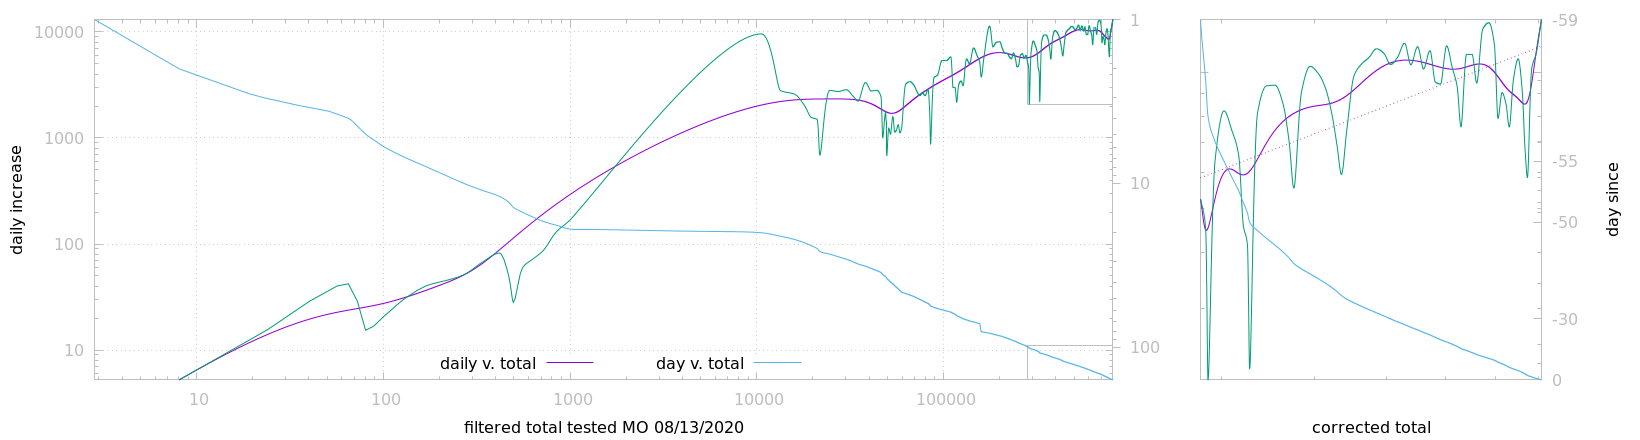 10000
1000
100
10
daily increase
10
100
1000
10000
100000
filtered total tested MO 08/13/2020
daily v. total
day v. total
1
10
100
-59
-55
-50
-30
0
day since
corrected total